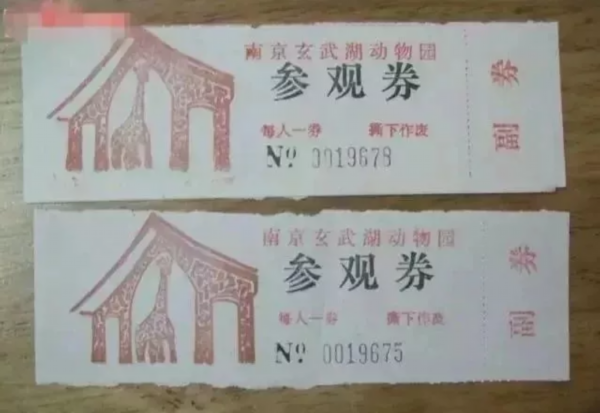 南京玄武湖动物园
参观券
每人一券 撕下作废
Nº 0019678
副券
南京玄武湖动物园
参观券
每人一券 撕下作废
Nº 0019675
副券